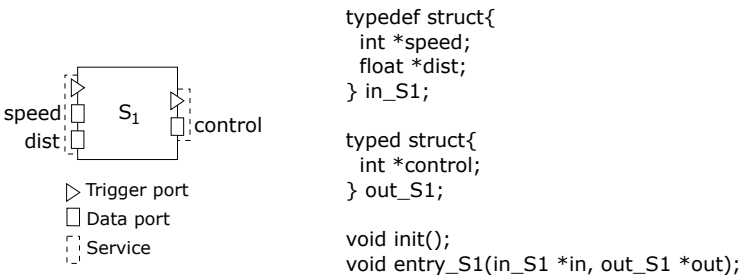 speed
dist
S1
control
Trigger port
Data port
Service
typedef struct{
int *speed;
float *dist;
} in_S1;
typed struct{
int *control;
} out_S1;
void init();
void entry_S1(in_S1 *in, out_S1 *out);